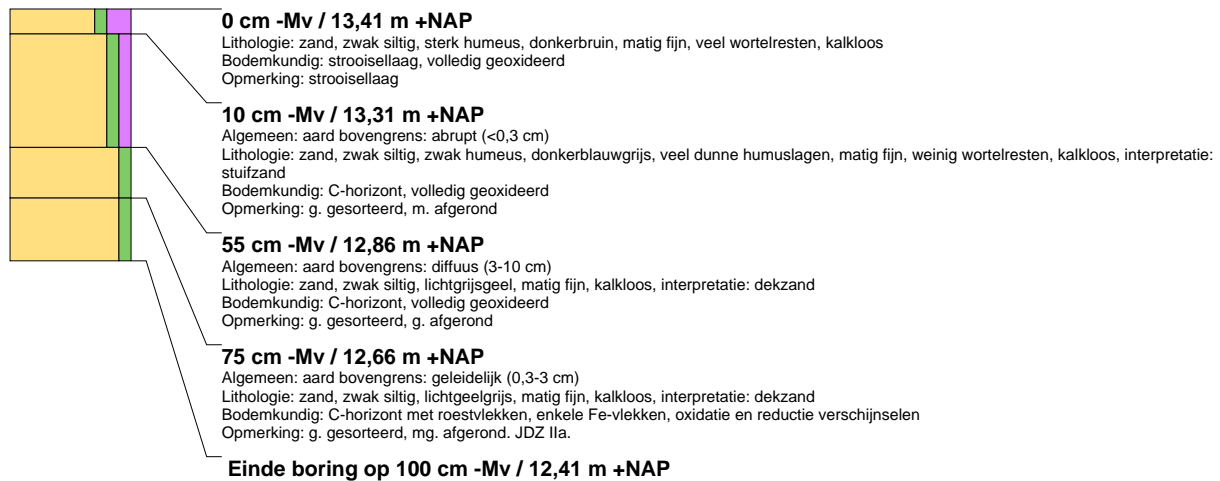 0 cm -Mv / 13,41 m +NAP
Lithologie: zand, zwak siltig, sterk humeus, donkerbruin, matig fijn, veel wortelresten, kalkloos
Bodemkundig: strooisellaag, volledig geoxideerd
Opmerking: strooisellaag
10 cm -Mv / 13,31 m +NAP
Algemeen: aard bovengrens: abrupt (<0,3 cm)
Lithologie: zand, zwak siltig, zwak humeus, donkerblauwgrijs, veel dunne humuslagen, matig fijn, weinig wortelresten, kalkloos, interpretatie:
stuifzand
Bodemkundig: C-horizont, volledig geoxideerd
Opmerking: g. gesorteerd, m. afgerond
55 cm -Mv / 12,86 m +NAP
Algemeen: aard bovengrens: diffuus (3-10 cm)
Lithologie: zand, zwak siltig, lichtgrijsgeel, matig fijn, kalkloos, interpretatie: dekzand
Bodemkundig: C-horizont, volledig geoxideerd
Opmerking: g. gesorteerd, g. afgerond
75 cm -Mv / 12,66 m +NAP
Algemeen: aard bovengrens: geleidelijk (0,3-3 cm)
Lithologie: zand, zwak siltig, lichtgeelgrijs, matig fijn, kalkloos, interpretatie: dekzand
Bodemkundig: C-horizont met roestvlekken, enkele Fe-vlekken, oxidatie en reductie verschijnselen
Opmerking: g. gesorteerd, mg. afgerond. JDZ IIa.
Einde boring op 100 cm -Mv / 12,41 m +NAP